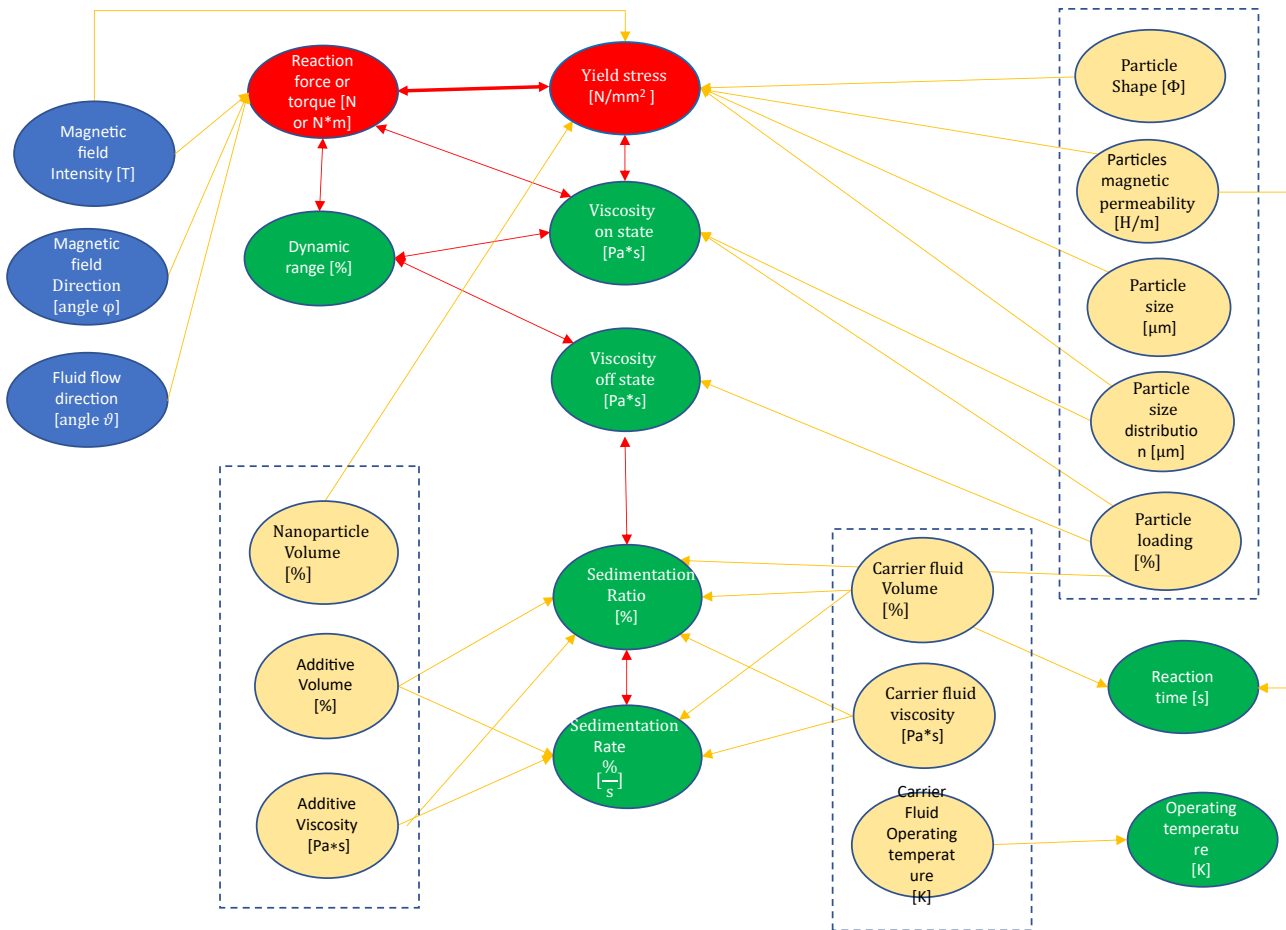 Reaction
force or
torque [N
or N*m]
Yield stress
[N/mm² ]
Particle
Shape [Φ]
Magnetic
field
Intensity [T]
Particles
magnetic
permeability
[H/m]
Viscosity
on state
[Pa*s]
Dynamic
range [%]
Magnetic
field
Direction
[angle φ]
Particle
size
[μm]
Viscosity
off state
[Pa*s]
Fluid flow
direction
[angle ϑ]
Particle
size
distributio
n [μm]
Nanoparticle
Volume
[%]
Particle
loading
[%]
Sedimentation
Ratio
[%]
Carrier fluid
Volume
[%]
Additive
Volume
[%]
Reaction
time [s]
Carrier fluid
viscosity
[Pa*s]
Sedimentation
Rate
[%/s]
Additive
Viscosity
[Pa*s]
Carrier
Fluid
Operating
temperat
ure
[K]
Operating
temperatu
re
[K]